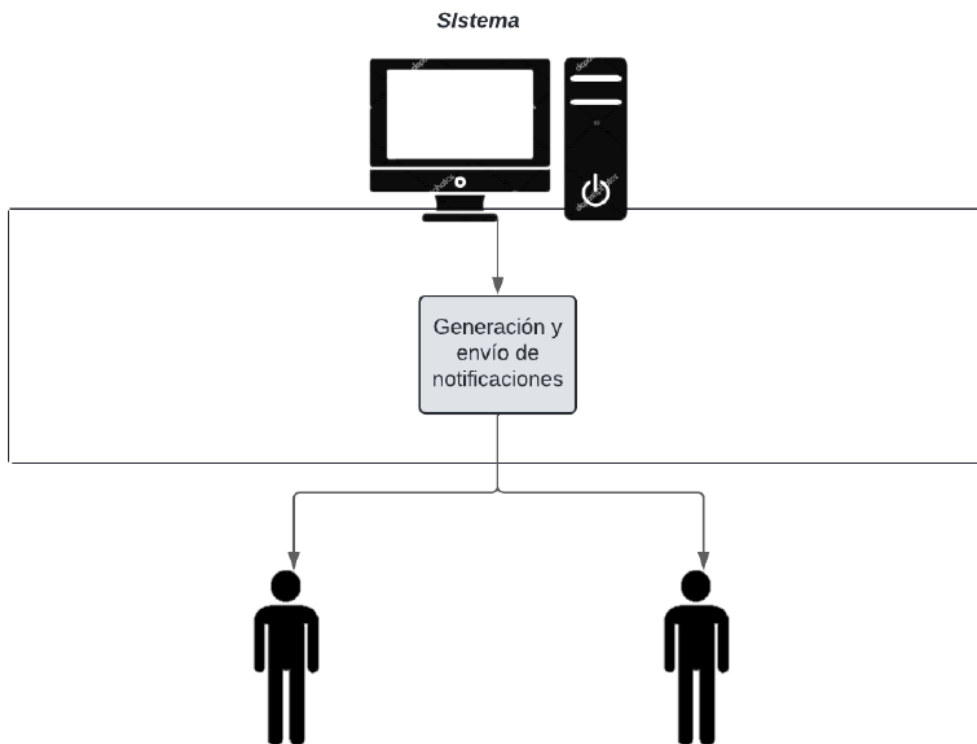 SIstema
Generación y
envío de
notificaciones